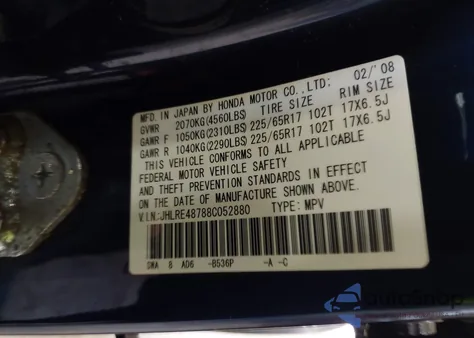 MFD. IN JAPAN BY HONDA MOTOR CO., LTD: 02/'08
GVWR 2070KG(4560LBS) TIRE SIZE RIM SIZE
GAWR F 1050KG(2310LBS) 225/65R17 102T 17X6.5J
GAWR R 1040KG(2290LBS) 225/65R17 102T 17X6.5J
THIS VEHICLE CONFORMS TO ALL APPLICABLE
FEDERAL MOTOR VEHICLE SAFETY
AND THEFT PREVENTION STANDARDS IN EFFECT
ON THE DATE OF MANUFACTURE SHOWN ABOVE.
V.I.N.:JHLRE48788C052880 TYPE: MPV
SWA 8 AD6 -B536P -A -C